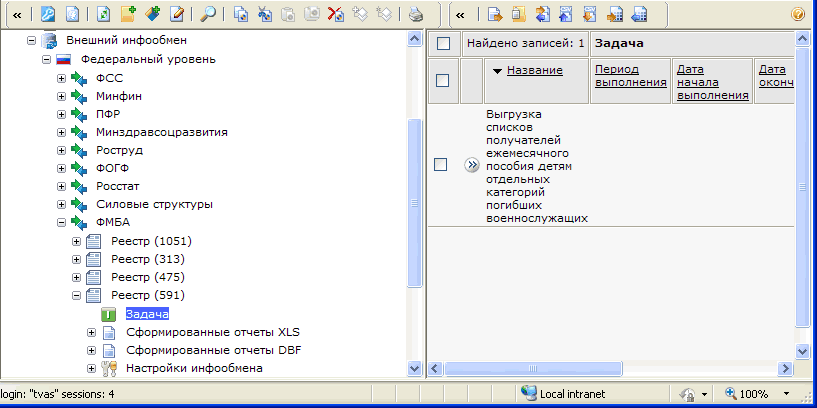 Внешний инфообмен
Федеральный уровень
ФСС
Минфин
ПФР
Минздравсоцразвития
Роструд
ФОГФ
Росстат
Силовые структуры
ФМБА
Реестр (1051)
Реестр (313)
Реестр (475)
Реестр (591)
Задача
Сформированные отчеты XLS
Сформированные отчеты DBF
Настройки инфообмена
Найдено записей: 1 Задача
Название
Период
выполнения
Дата
начала
выполнения
Дата
оконч
Выгрузка
списков
получателей
ежемесячного
пособия детям
отдельных
категорий
погибших
военнослужащих
login: "tvas" sessions: 4
Local intranet
100%